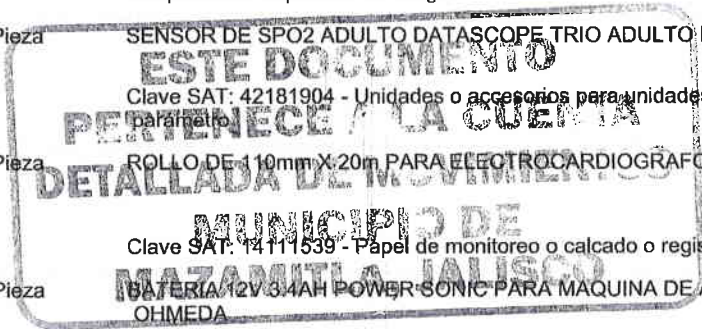 Pieza SENSOR DE SPO2 ADULTO DATASCOPE TRIO ADULTO
ESTE DOCUMENTO
Clave SAT: 42181904 - Unidades o accesorios para unidades
parámetro
PERTENECE A LA CUENTA
Pieza ROLLO DE 110mm X 20m PARA ELECTROCARDIOGRAFO
DETALLADA DE MOVIMIENTOS
MUNICIPIO DE
Clave SAT: 14111539 - Papel de monitoreo o calcado o regis
MAZAMITLA, JALISCO
Pieza BATERIA 12V 3.4AH POWER SONIC PARA MAQUINA DE A
OHMEDA